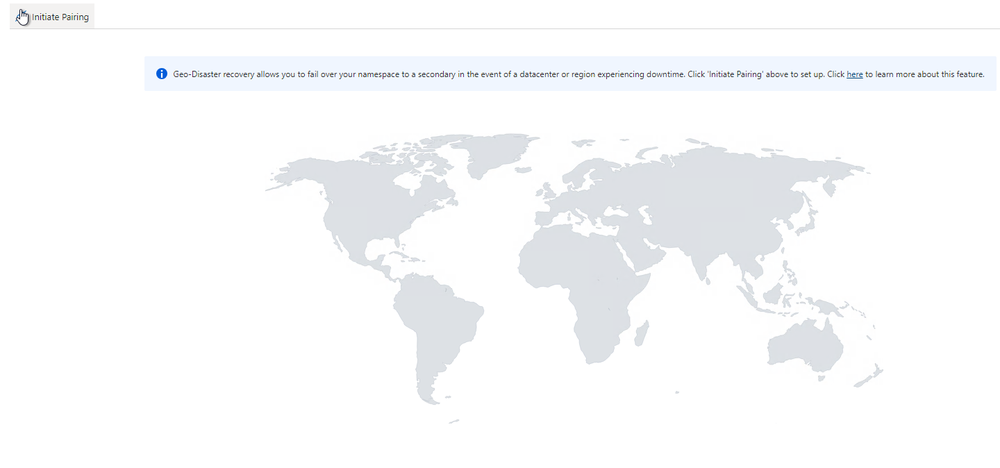 Initiate Pairing
Geo-Disaster recovery allows you to fail over your namespace to a secondary in the event of a datacenter or region experiencing downtime. Click 'Initiate Pairing' above to set up. Click here to learn more about this feature.